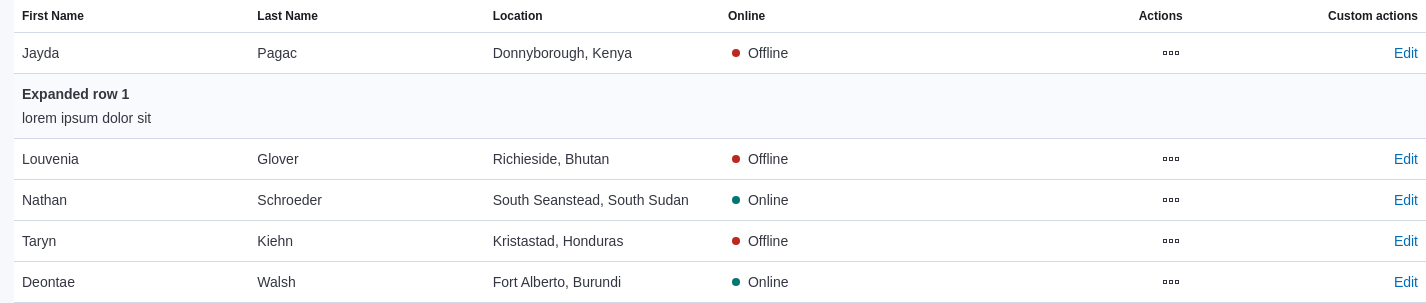 First Name Last Name Location Online Actions Custom actions
Jayda Pagac Donnyborough, Kenya Offline Edit
Expanded row 1
lorem ipsum dolor sit
Louvenia Glover Richieside, Bhutan Offline Edit
Nathan Schroeder South Seanstead, South Sudan Online Edit
Taryn Kiehn Kristastad, Honduras Offline Edit
Deontae Walsh Fort Alberto, Burundi Online Edit